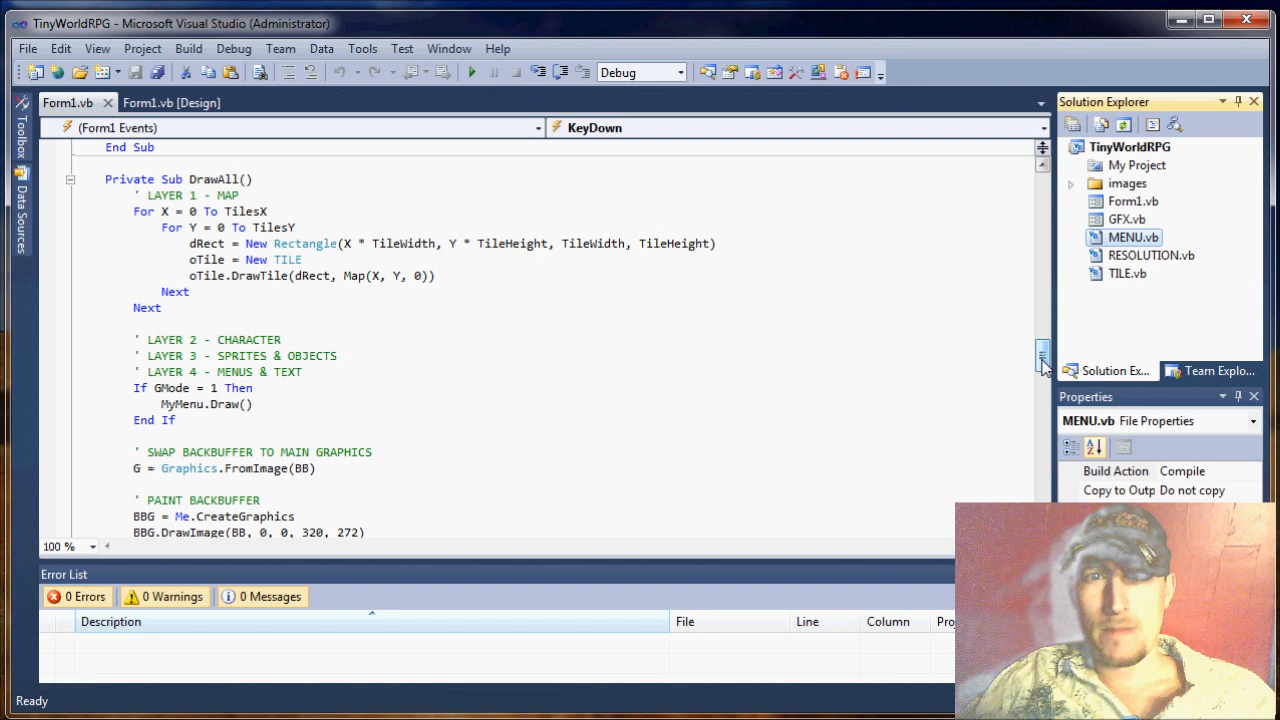 TinyWorldRPG - Microsoft Visual Studio (Administrator)
File Edit View Project Build Debug Team Data Tools Test Window Help
Debug
Form1.vb Form1.vb [Design]
(Form1 Events) KeyDown
Toolbox
Data Sources
End Sub
Private Sub DrawAll()
' LAYER 1 - MAP
For X = 0 To TilesX
For Y = 0 To TilesY
dRect = New Rectangle(X * TileWidth, Y * TileHeight, TileWidth, TileHeight)
oTile = New TILE
oTile.DrawTile(dRect, Map(X, Y, 0))
Next
Next
' LAYER 2 - CHARACTER
' LAYER 3 - SPRITES & OBJECTS
' LAYER 4 - MENUS & TEXT
If GMode = 1 Then
MyMenu.Draw()
End If
' SWAP BACKBUFFER TO MAIN GRAPHICS
G = Graphics.FromImage(BB)
' PAINT BACKBUFFER
BBG = Me.CreateGraphics
BBG.DrawImage(BB, 0, 0, 320, 272)
100 %
Solution Explorer
TinyWorldRPG
My Project
images
Form1.vb
GFX.vb
MENU.vb
RESOLUTION.vb
TILE.vb
Solution Ex... Team Explo...
Properties
MENU.vb File Properties
Build Action Compile
Copy to Outp Do not copy
Error List
0 Errors 0 Warnings 0 Messages
Description File Line Column Proj
Ready